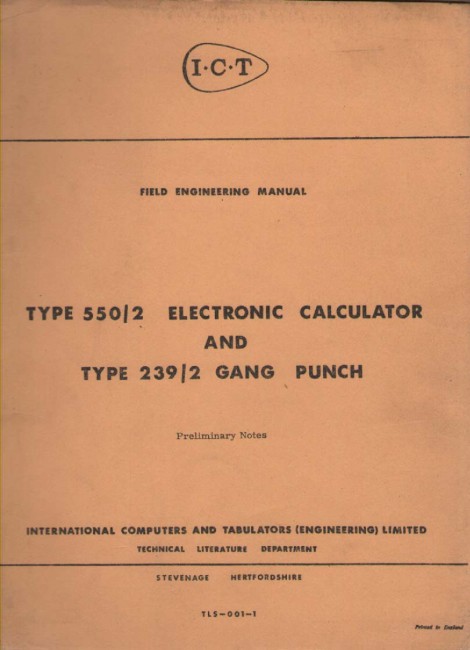 I·C·T
FIELD ENGINEERING MANUAL
TYPE 550/2 ELECTRONIC CALCULATOR
AND
TYPE 239/2 GANG PUNCH
Preliminary Notes
INTERNATIONAL COMPUTERS AND TABULATORS (ENGINEERING) LIMITED
TECHNICAL LITERATURE DEPARTMENT
STEVENAGE HERTFORDSHIRE
TLS-001-1
Printed in England